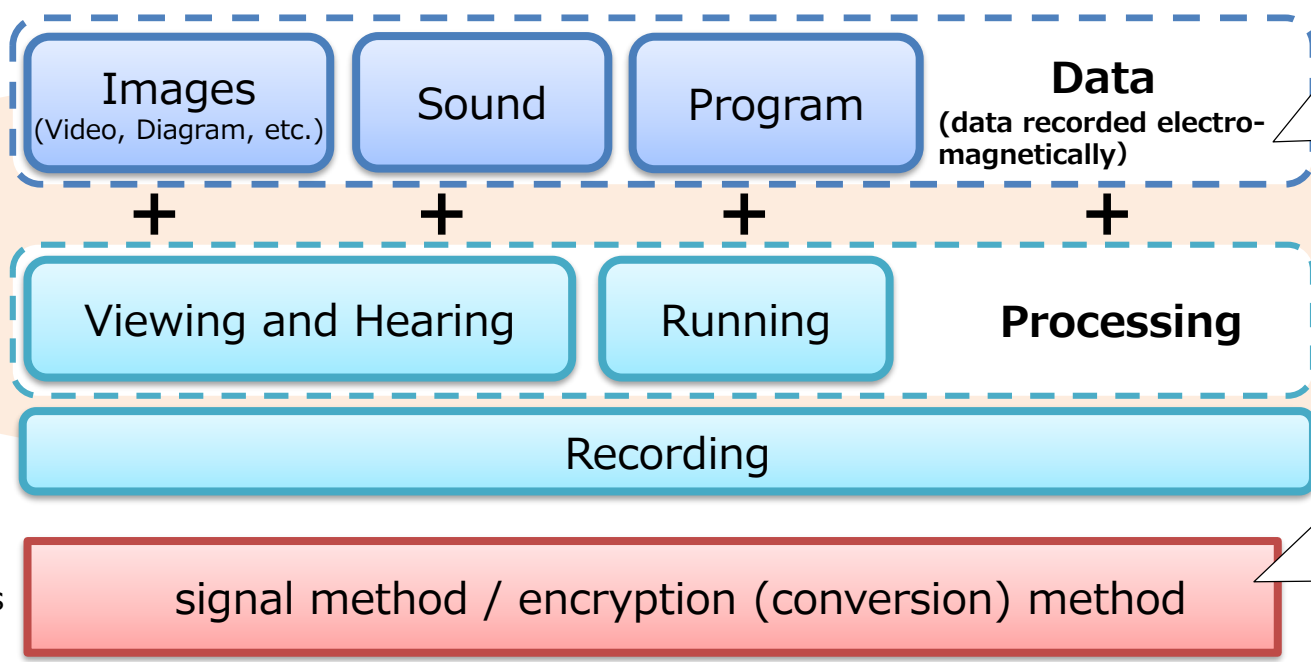 Images
(Video, Diagram, etc.)
Sound
Program
Data
(data recorded electro-
magnetically)
+ + + +
Viewing and Hearing
Running
Processing
Recording
s
signal method / encryption (conversion) method